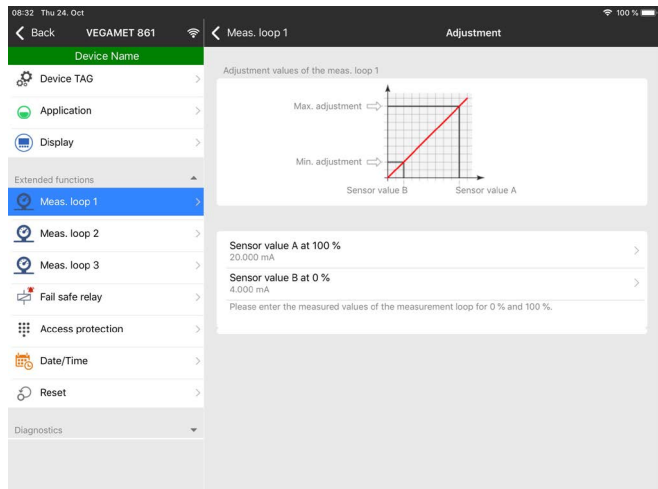 08:32 Thu 24. Oct
100 %
Back
VEGAMET 861
Meas. loop 1
Adjustment
Device Name
Device TAG
Application
Display
Extended functions
Meas. loop 1
Meas. loop 2
Meas. loop 3
Fail safe relay
Access protection
Date/Time
Reset
Diagnostics
Adjustment values of the meas. loop 1
Max. adjustment
Min. adjustment
Sensor value B
Sensor value A
Sensor value A at 100 %
20.000 mA
Sensor value B at 0 %
4.000 mA
Please enter the measured values of the measurement loop for 0 % and 100 %.